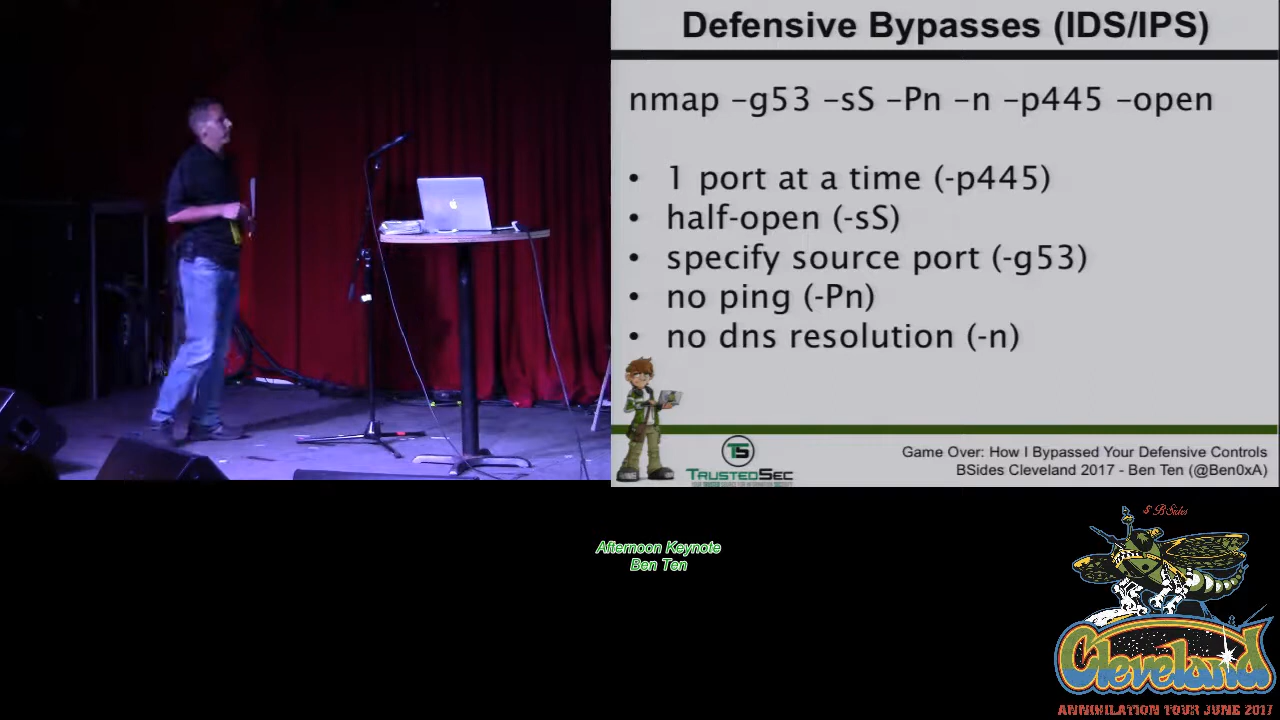 Defensive Bypasses (IDS/IPS)
nmap –g53 –sS –Pn –n –p445 –open
• 1 port at a time (-p445)
• half-open (-sS)
• specify source port (-g53)
• no ping (-Pn)
• no dns resolution (-n)
TS
TRUSTEDSEC
Game Over: How I Bypassed Your Defensive Controls
BSides Cleveland 2017 - Ben Ten (@Ben0xA)
Afternoon Keynote
Ben Ten
BSides
Cleveland
ANNIHILATION TOUR JUNE 2017